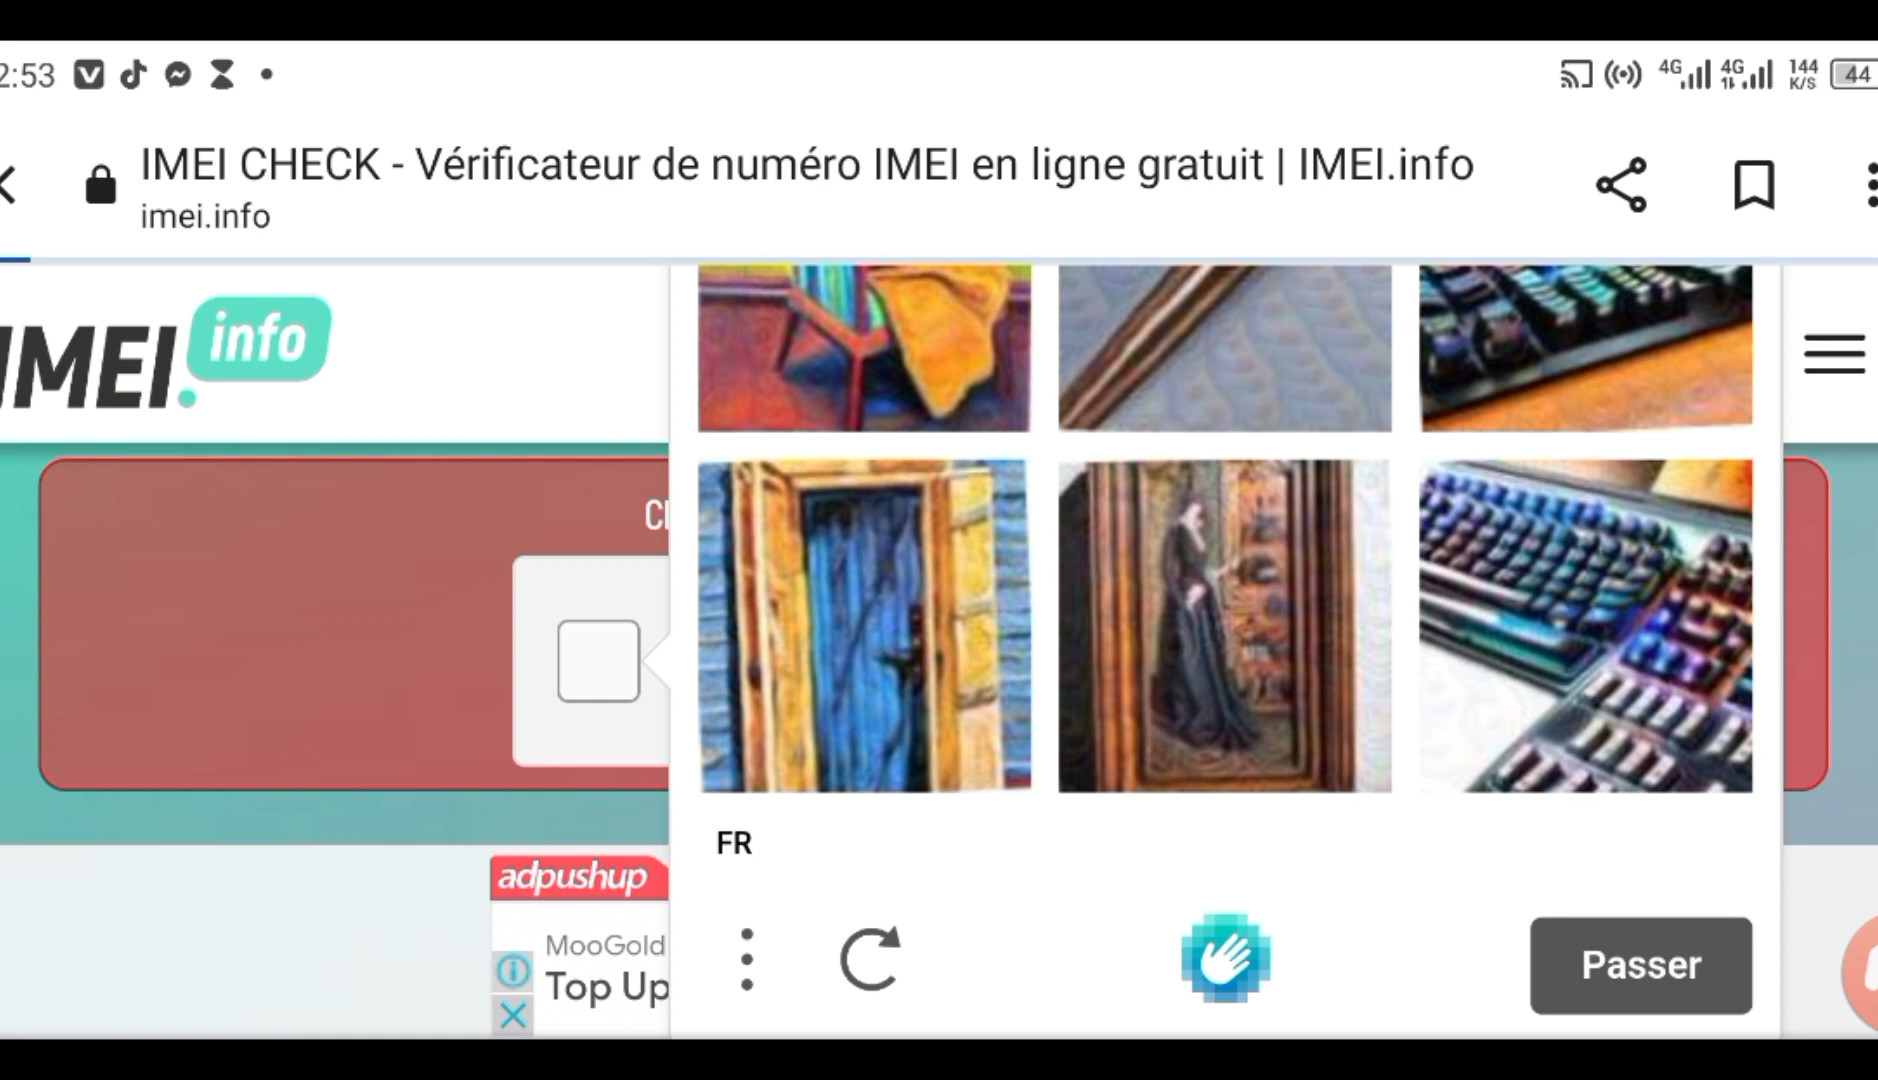 2:53
4G 4G 144 K/S 44
IMEI CHECK - Vérificateur de numéro IMEI en ligne gratuit | IMEI.info
imei.info
IMEI.info
FR
adpushup
MooGold
Top Up
Passer